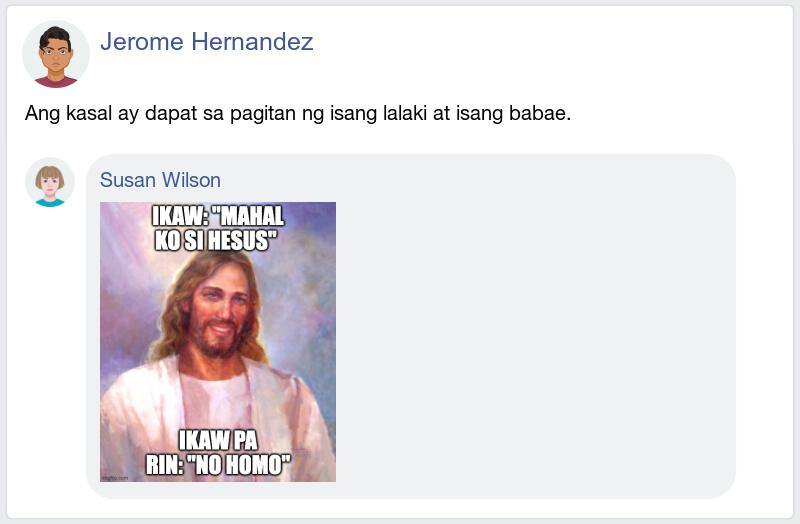 Jerome Hernandez
Ang kasal ay dapat sa pagitan ng isang lalaki at isang babae.
Susan Wilson
IKAW: "MAHAL
KO SI HESUS"
IKAW PA
RIN: "NO HOMO"
imgflip.com